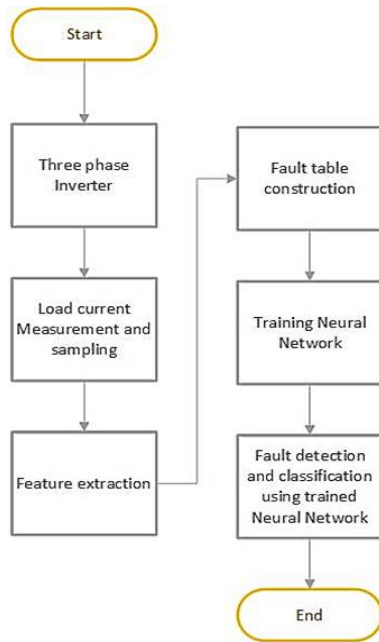 Start
Three phase
Inverter
Load current
Measurement and
sampling
Feature extraction
Fault table
construction
Training Neural
Network
Fault detection
and classification
using trained
Neural Network
End